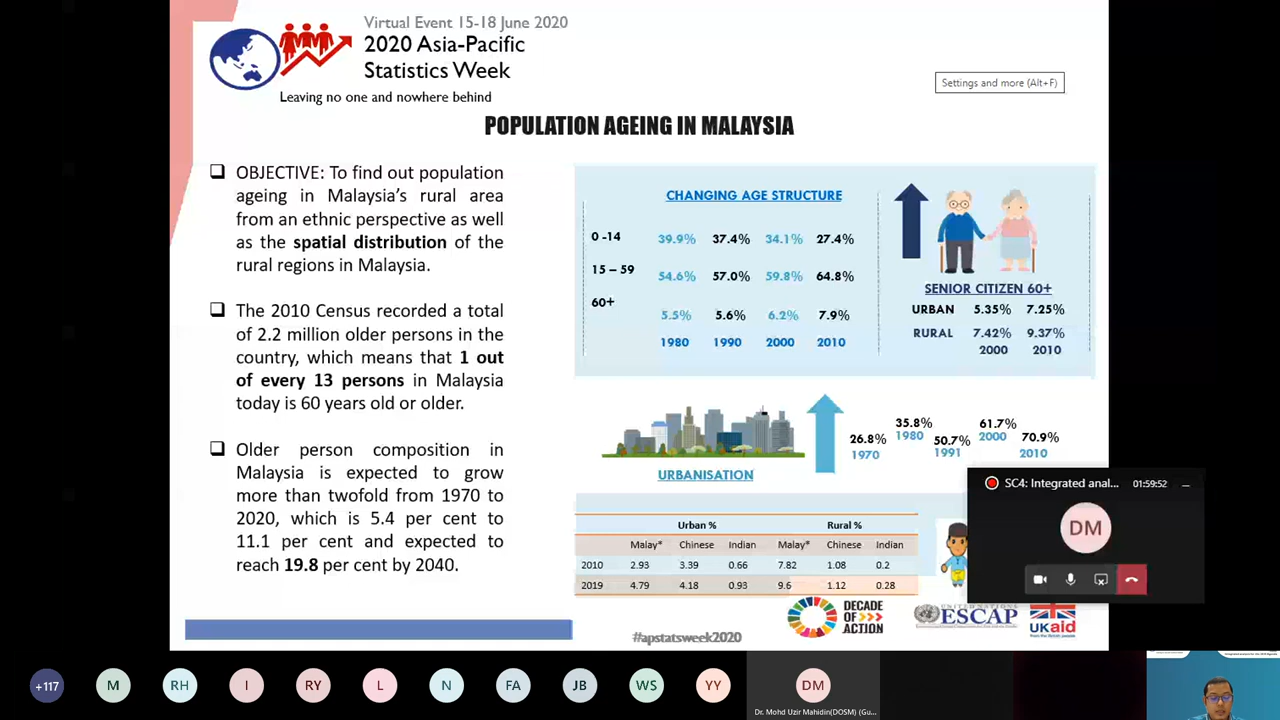 Virtual Event 15-18 June 2020
2020 Asia-Pacific
Statistics Week
Leaving no one and nowhere behind
Settings and more (Alt+F)
POPULATION AGEING IN MALAYSIA
OBJECTIVE: To find out population
ageing in Malaysia's rural area
from an ethnic perspective as well
as the spatial distribution of the
rural regions in Malaysia.
The 2010 Census recorded a total
of 2.2 million older persons in the
country, which means that 1 out
of every 13 persons in Malaysia
today is 60 years old or older.
Older person composition in
Malaysia is expected to grow
more than twofold from 1970 to
2020, which is 5.4 per cent to
11.1 per cent and expected to
reach 19.8 per cent by 2040.
CHANGING AGE STRUCTURE
0 -14 39.9% 37.4% 34.1% 27.4%
15 – 59 54.6% 57.0% 59.8% 64.8%
60+ 5.5% 5.6% 6.2% 7.9%
1980 1990 2000 2010
SENIOR CITIZEN 60+
URBAN 5.35% 7.25%
RURAL 7.42% 9.37%
2000 2010
URBANISATION
26.8% 35.8% 50.7% 61.7% 70.9%
1970 1980 1991 2000 2010
Urban % Rural %
Malay* Chinese Indian Malay* Chinese Indian
2010 2.93 3.39 0.66 7.82 1.08 0.2
2019 4.79 4.18 0.93 9.6 1.12 0.28
SC4: Integrated anal... 01:59:52
DM
#apstatsweek2020
DECADE
OF >>>
ACTION
UNITED NATIONS
ESCAP
UKaid
from the British people
+117 M RH I RY L N FA JB WS YY DM
Dr. Mohd Uzir Mahidin(DOSM) (Gu...